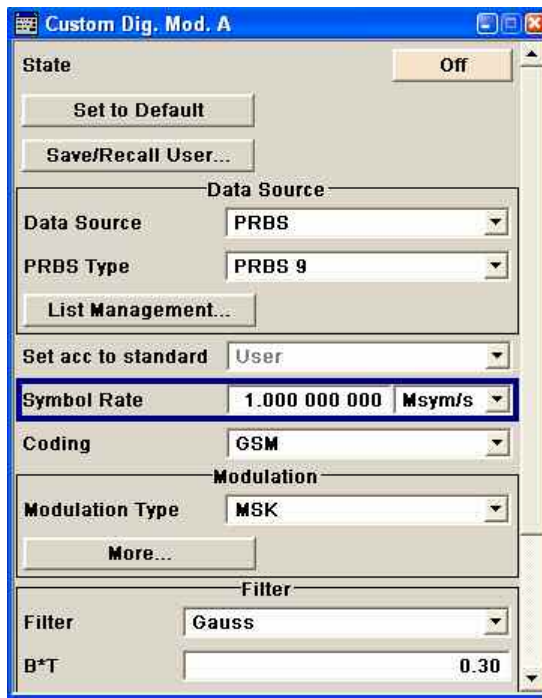 Custom Dig. Mod. A
State Off
Set to Default
Save/Recall User...
Data Source
Data Source PRBS
PRBS Type PRBS 9
List Management...
Set acc to standard User
Symbol Rate 1.000 000 000 Msym/s
Coding GSM
Modulation
Modulation Type MSK
More...
Filter
Filter Gauss
B*T 0.30